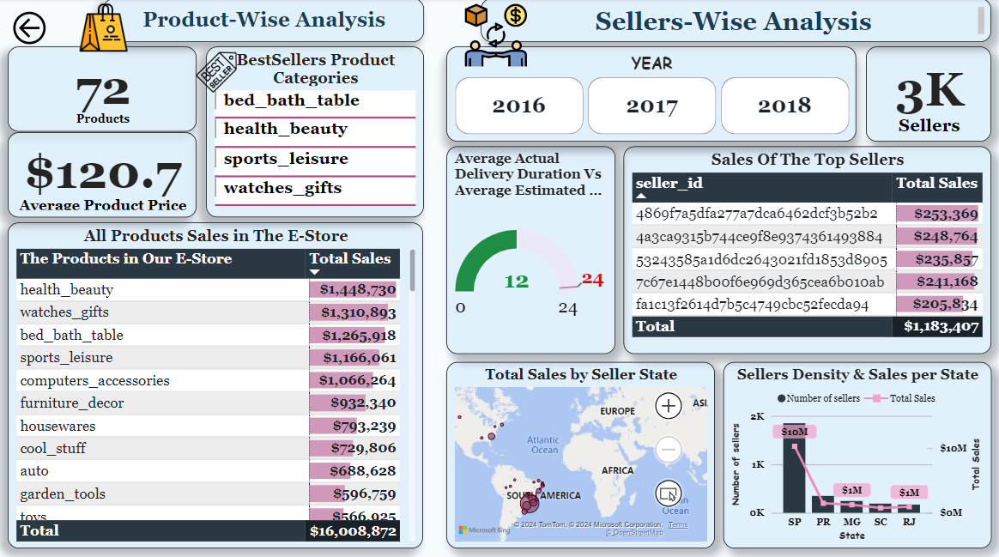 Product-Wise Analysis
72
Products
$120.7
Average Product Price
BEST
SELLER
BestSellers Product
Categories
bed_bath_table
health_beauty
sports_leisure
watches_gifts
All Products Sales in The E-Store
The Products in Our E-Store Total Sales
health_beauty $1,448,730
watches_gifts $1,310,893
bed_bath_table $1,265,918
sports_leisure $1,166,061
computers_accessories $1,066,264
furniture_decor $932,340
housewares $793,239
cool_stuff $729,806
auto $688,628
garden_tools $596,759
toys $566,925
Total $16,008,872
Sellers-Wise Analysis
YEAR
2016 2017 2018
3K
Sellers
Average Actual
Delivery Duration Vs
Average Estimated ...
12
24
0
24
Sales Of The Top Sellers
seller_id Total Sales
4869f7a5dfa277a7dca6462dcf3b52b2 $253,369
4a3ca9315b744ce9f8e9374361493884 $248,764
53243585a1d6dc2643021fd1853d8905 $235,857
7c67e1448b00f6e969d365cea6b010ab $241,168
fa1c13f2614d7b5c4749cbc52fecda94 $205,834
Total $1,183,407
Total Sales by Seller State
EUROPE
ASI
Atlantic
Ocean
AFRICA
SOUTH AMERICA
Ocean
Microsoft Bing
© 2024 TomTom, © 2024 Microsoft Corporation, Terms
© OpenStreetMap
Sellers Density & Sales per State
Number of sellers Total Sales
Number of sellers
2K
1K
0K
$10M
$1M
$1M
$10M
$0M
Total Sales
SP PR MG SC RJ
State